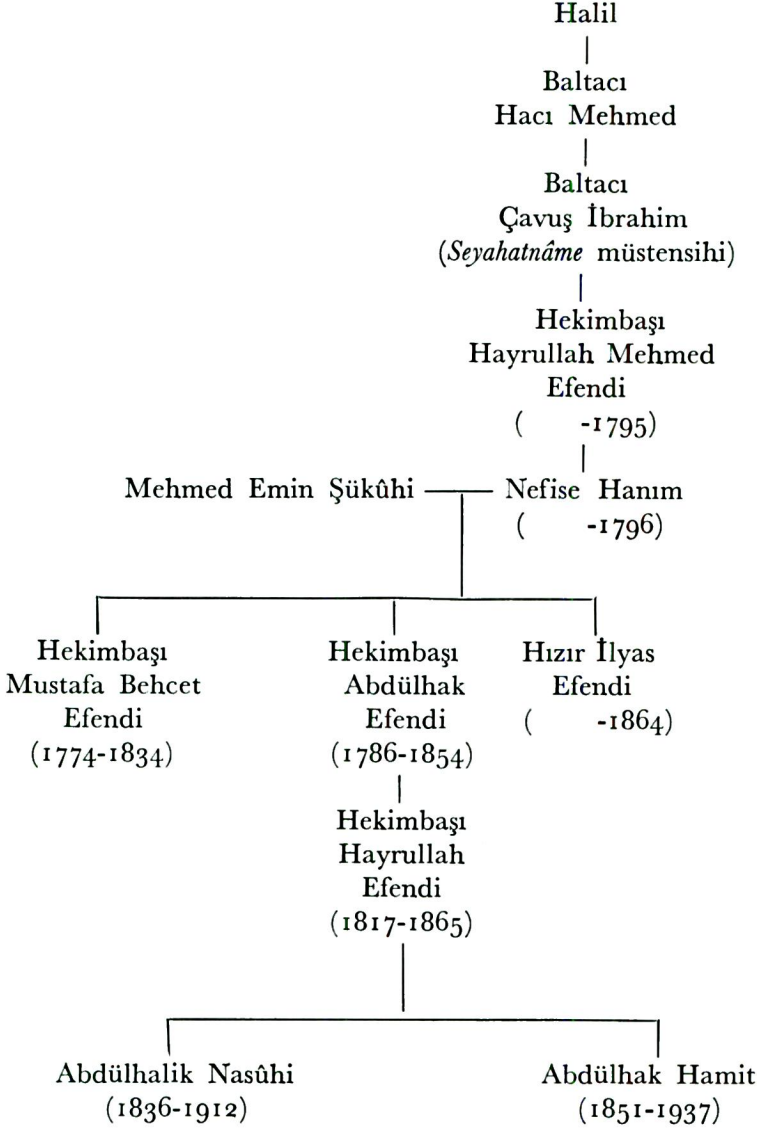 Halil
Baltacı
Hacı Mehmed
Baltacı
Çavuş İbrahim
(Seyahatnâme müstensihi)
Hekimbaşı
Hayrullah Mehmed
Efendi
( -1795)
Mehmed Emin Şükûhi
Nefise Hanım
( -1796)
Hekimbaşı
Mustafa Behcet
Efendi
(1774-1834)
Hekimbaşı
Abdülhak
Efendi
(1786-1854)
Hızır İlyas
Efendi
( -1864)
Hekimbaşı
Hayrullah
Efendi
(1817-1865)
Abdülhalik Nasûhi
(1836-1912)
Abdülhak Hamit
(1851-1937)